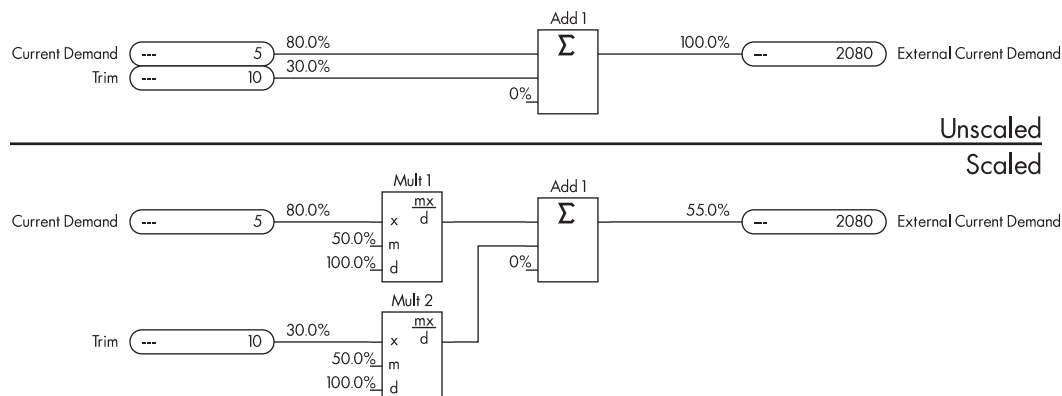 Add 1
Current Demand --- 5 80.0% Σ 100.0% --- 2080 External Current Demand
Trim --- 10 30.0%
0%
Unscaled
Scaled
Mult 1 Add 1
Current Demand --- 5 80.0% x mx/d Σ 55.0% --- 2080 External Current Demand
50.0% m
100.0% d 0%
Mult 2
Trim --- 10 30.0% x mx/d
50.0% m
100.0% d